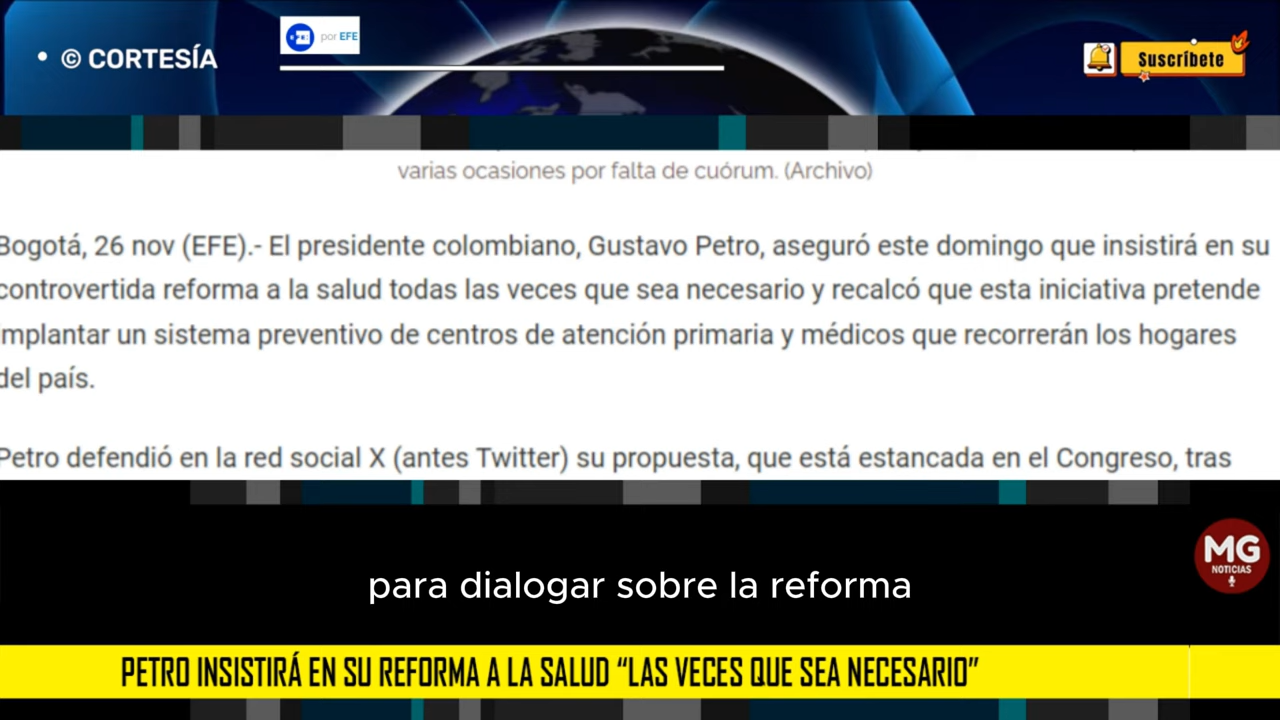 • © CORTESÍA
por EFE
Suscríbete
varias ocasiones por falta de cuórum. (Archivo)
Bogotá, 26 nov (EFE).- El presidente colombiano, Gustavo Petro, aseguró este domingo que insistirá en su
controvertida reforma a la salud todas las veces que sea necesario y recalcó que esta iniciativa pretende
implantar un sistema preventivo de centros de atención primaria y médicos que recorrerán los hogares
del país.
Petro defendió en la red social X (antes Twitter) su propuesta, que está estancada en el Congreso, tras
MG
NOTICIAS
para dialogar sobre la reforma
PETRO INSISTIRÁ EN SU REFORMA A LA SALUD “LAS VECES QUE SEA NECESARIO”